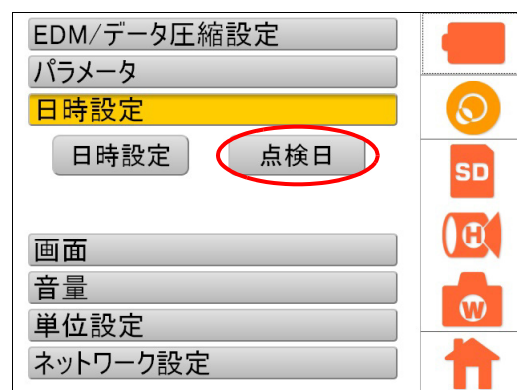 EDM/データ圧縮設定
パラメータ
日時設定
日時設定 点検日
SD
画面
H
音量
W
単位設定
ネットワーク設定